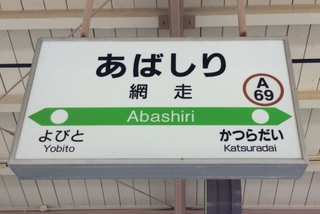 あばしり
網走
A
69
Abashiri
よびと
Yobito
かつらだい
Katsuradai